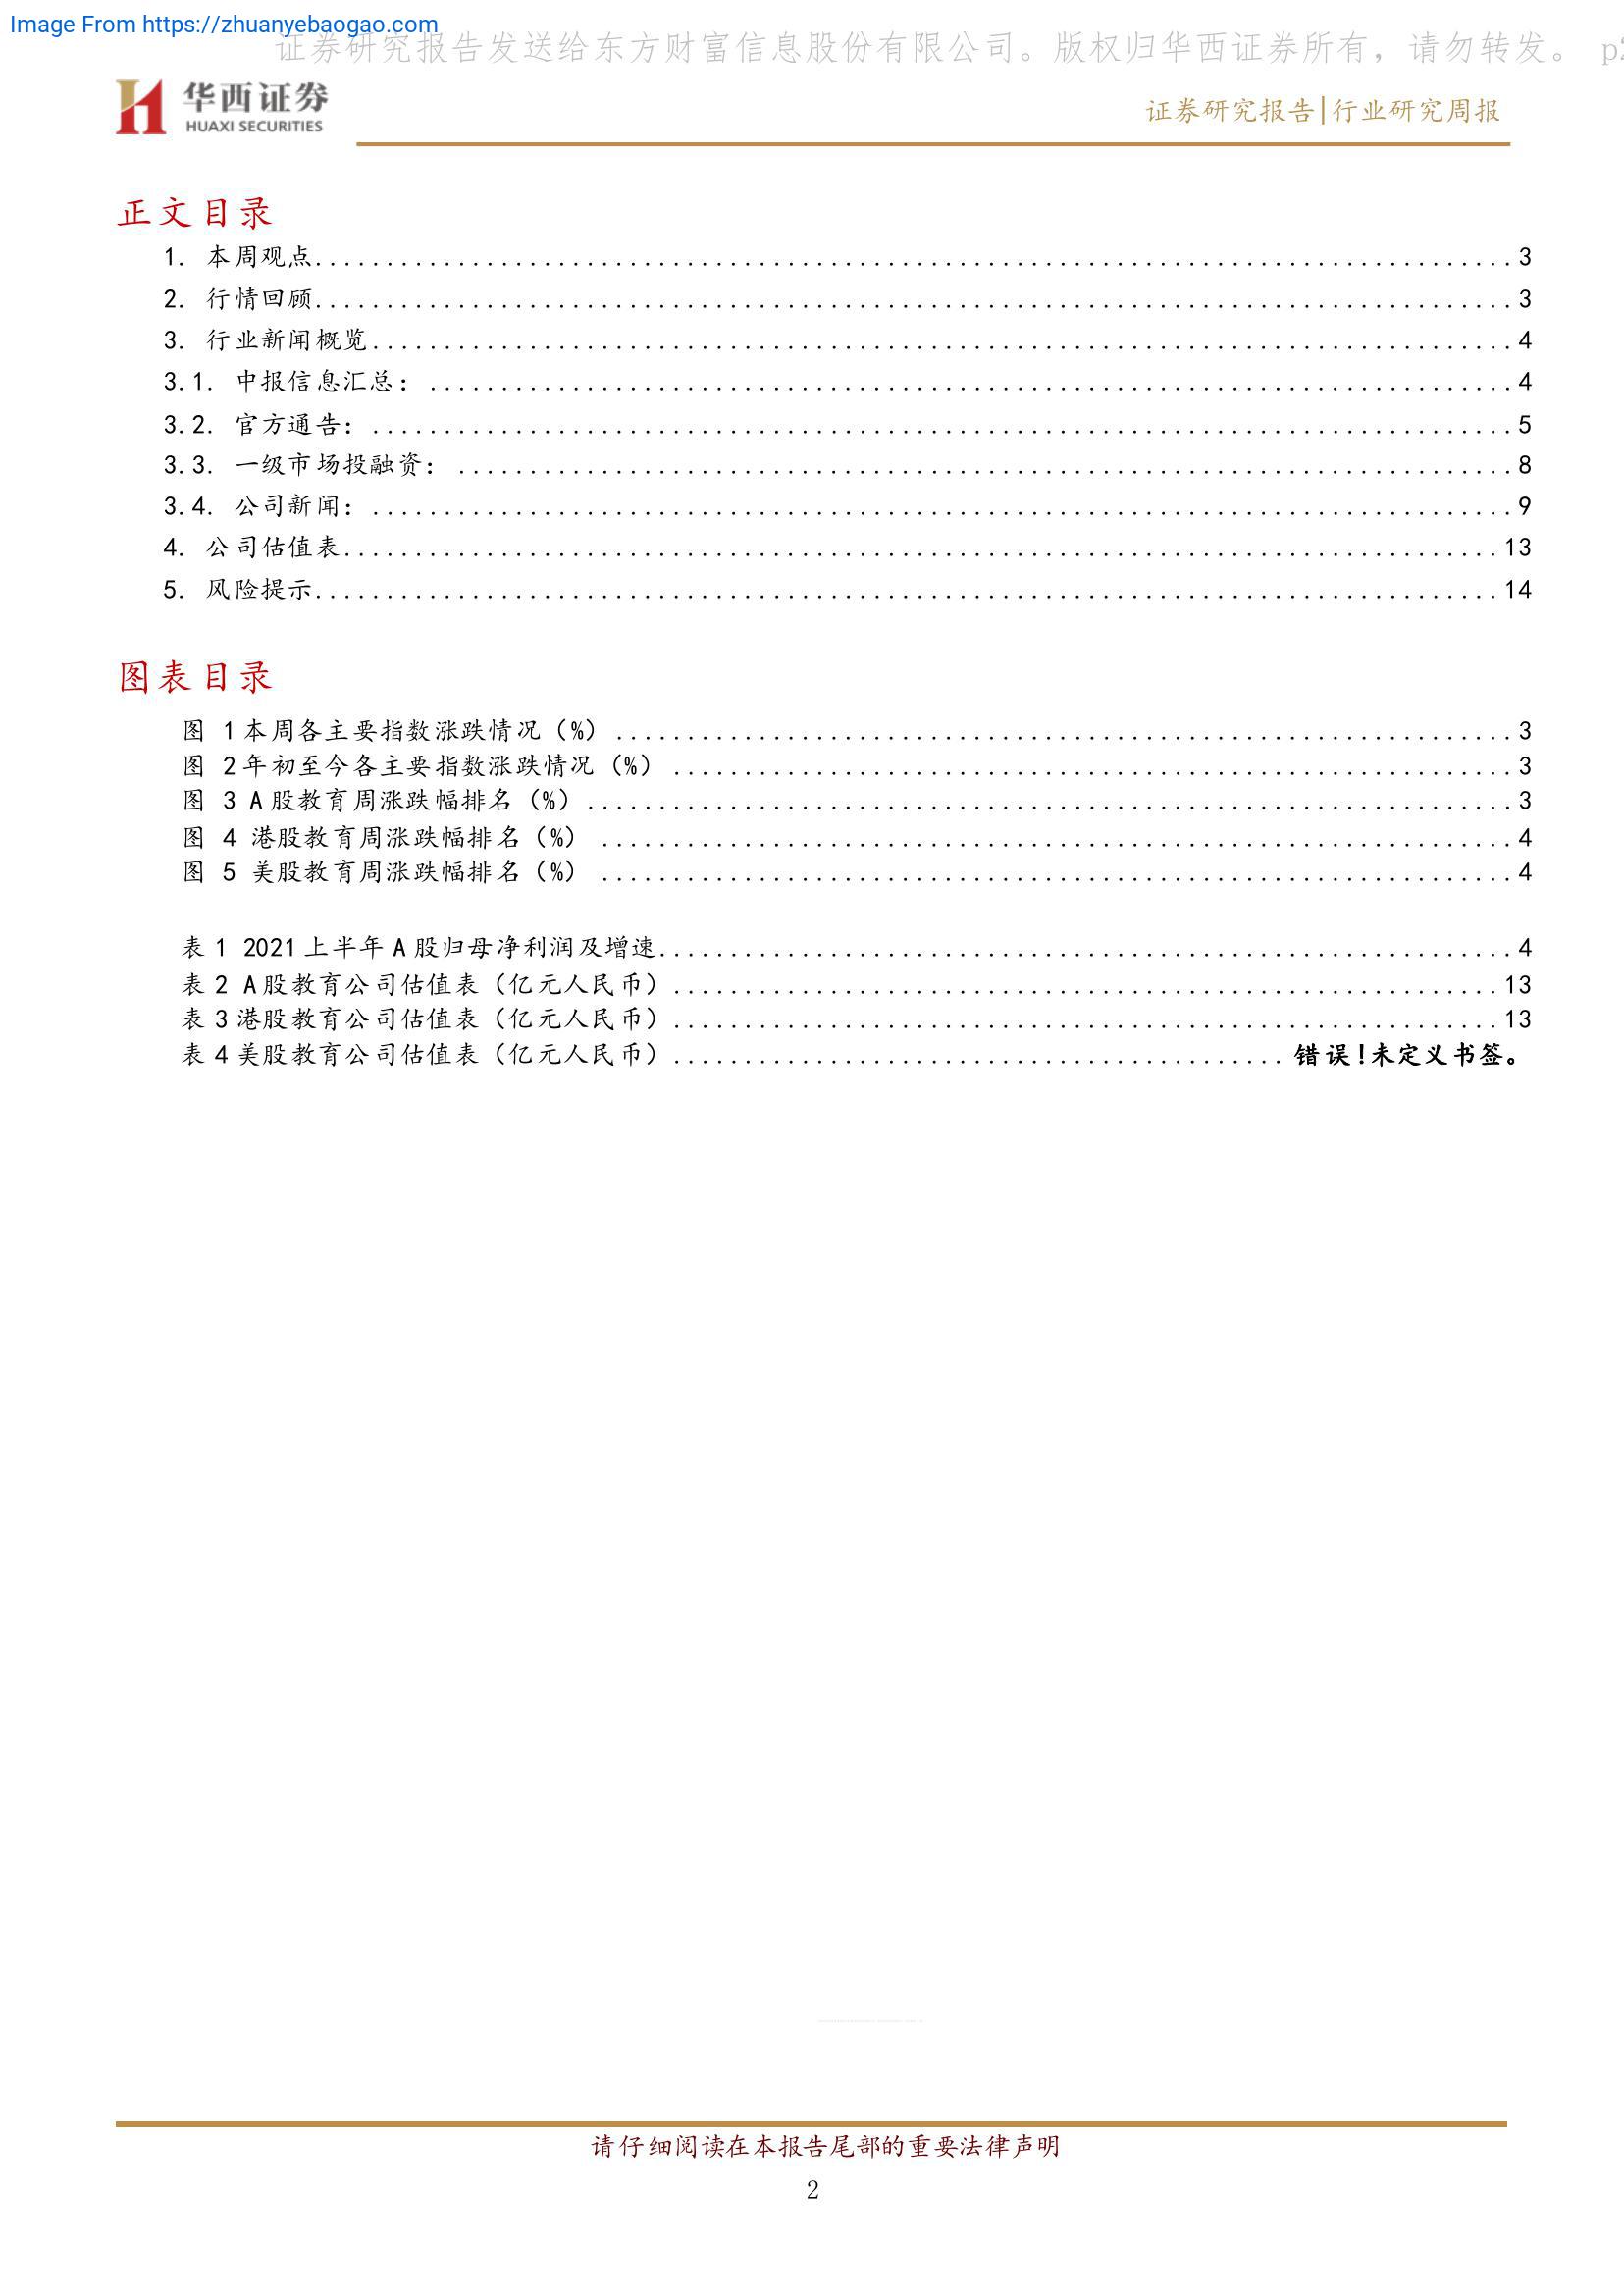 Image From https://zhuanyebaogao.com
证券研究报告发送给东方财富信息股份有限公司。版权归华西证券所有，请勿转发。 p2
华西证券
HUAXI SECURITIES
证券研究报告|行业研究周报
正文目录
1. 本周观点........................................................................................3
2. 行情回顾........................................................................................3
3. 行业新闻概览....................................................................................4
3.1. 中报信息汇总：................................................................................4
3.2. 官方通告：....................................................................................5
3.3. 一级市场投融资：..............................................................................8
3.4. 公司新闻：....................................................................................9
4. 公司估值表......................................................................................13
5. 风险提示........................................................................................14
图表目录
图 1本周各主要指数涨跌情况（%）..................................................................3
图 2年初至今各主要指数涨跌情况（%）..............................................................3
图 3 A股教育周涨跌幅排名（%）....................................................................3
图 4 港股教育周涨跌幅排名（%） ..................................................................4
图 5 美股教育周涨跌幅排名（%） ..................................................................4
表 1 2021上半年A股归母净利润及增速..............................................................4
表 2 A股教育公司估值表（亿元人民币）.............................................................13
表 3港股教育公司估值表（亿元人民币）.............................................................13
表 4美股教育公司估值表（亿元人民币）...........................................错误!未定义书签。
请仔细阅读在本报告尾部的重要法律声明
2